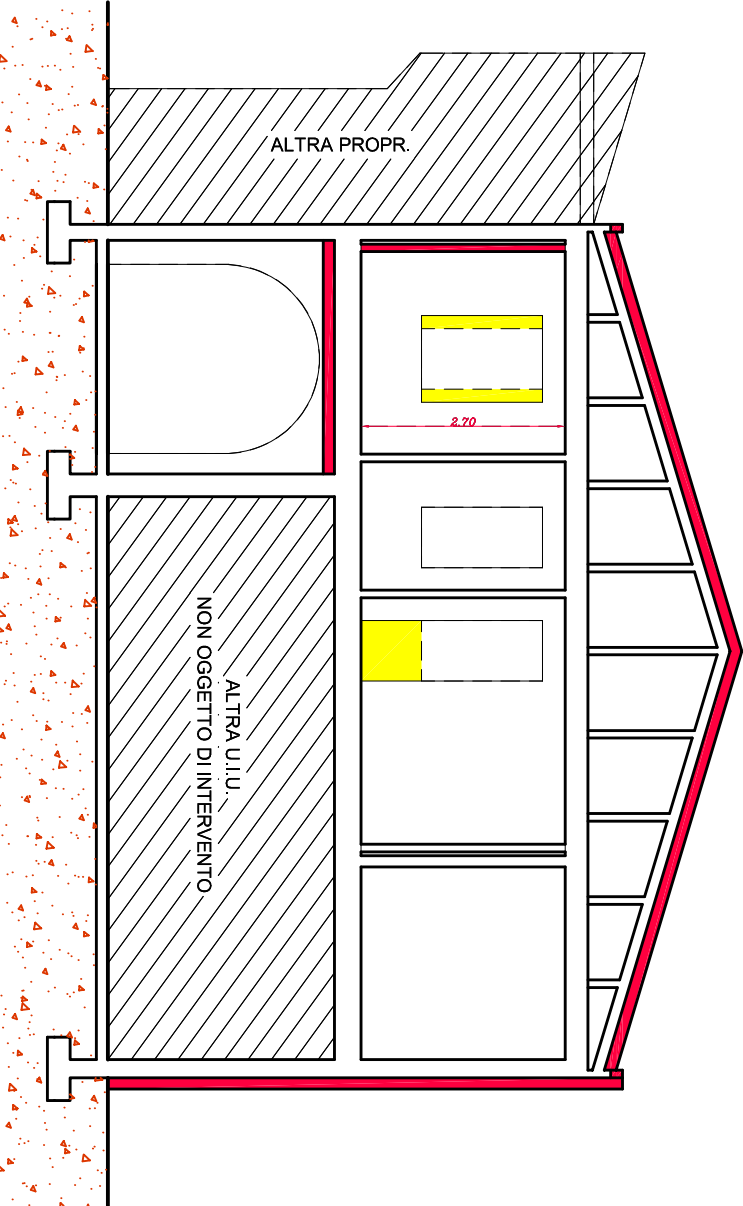 ALTRA PROPR.
2.70
ALTRA U.I.U.
NON OGGETTO DI INTERVENTO